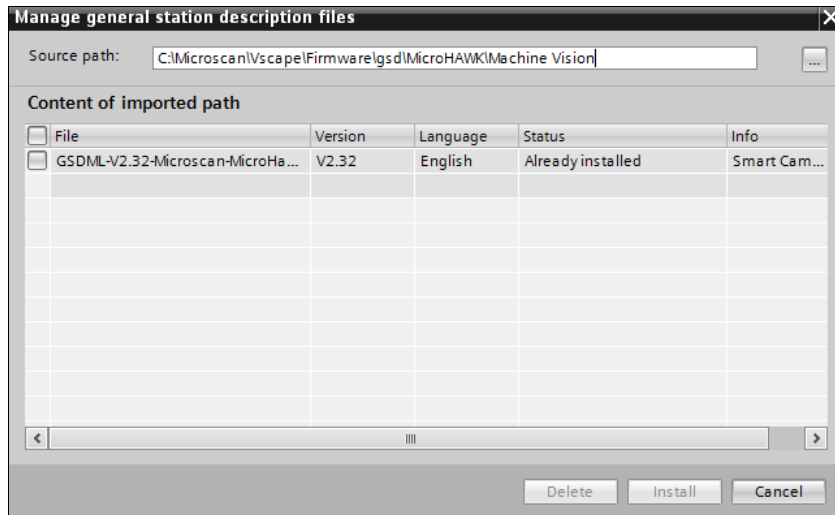 Manage general station description files
Source path: C:\Microscan\Vscape\Firmware\gsd\MicroHAWK\Machine Vision ...
Content of imported path
File Version Language Status Info
GSDML-V2.32-Microscan-MicroHa... V2.32 English Already installed Smart Cam...
Delete Install Cancel